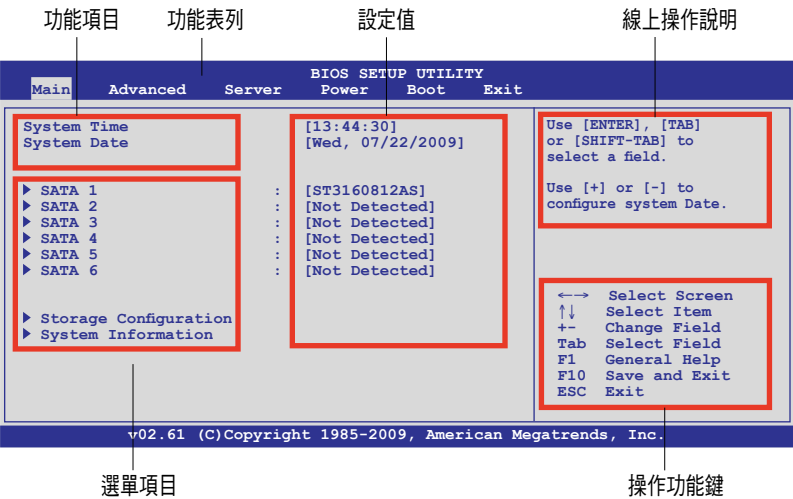 功能項目 功能表列 設定值 線上操作說明
BIOS SETUP UTILITY
Main Advanced Server Power Boot Exit
System Time [13:44:30]
System Date [Wed, 07/22/2009]
SATA 1 : [ST3160812AS]
SATA 2 : [Not Detected]
SATA 3 : [Not Detected]
SATA 4 : [Not Detected]
SATA 5 : [Not Detected]
SATA 6 : [Not Detected]
Storage Configuration
System Information
Use [ENTER], [TAB]
or [SHIFT-TAB] to
select a field.
Use [+] or [-] to
configure system Date.
←→ Select Screen
↑↓ Select Item
+- Change Field
Tab Select Field
F1 General Help
F10 Save and Exit
ESC Exit
v02.61 (C)Copyright 1985-2009, American Megatrends, Inc.
選單項目 操作功能鍵